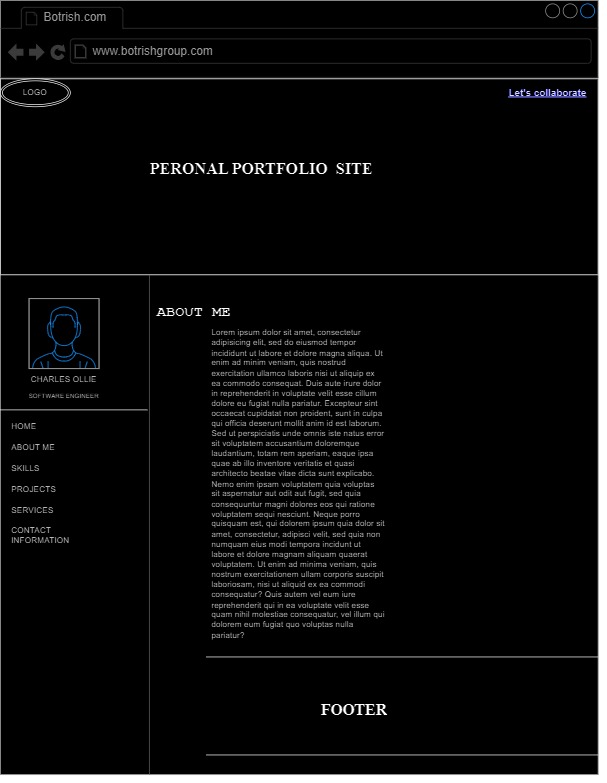 Botrish.com
www.botrishgroup.com
LOGO
Let's collaborate
PERONAL PORTFOLIO SITE
CHARLES OLLIE
SOFTWARE ENGINEER
HOME
ABOUT ME
SKILLS
PROJECTS
SERVICES
CONTACT
INFORMATION
ABOUT ME
Lorem ipsum dolor sit amet, consectetur
adipisicing elit, sed do eiusmod tempor
incididunt ut labore et dolore magna aliqua. Ut
enim ad minim veniam, quis nostrud
exercitation ullamco laboris nisi ut aliquip ex
ea commodo consequat. Duis aute irure dolor
in reprehenderit in voluptate velit esse cillum
dolore eu fugiat nulla pariatur. Excepteur sint
occaecat cupidatat non proident, sunt in culpa
qui officia deserunt mollit anim id est laborum.
Sed ut perspiciatis unde omnis iste natus error
sit voluptatem accusantium doloremque
laudantium, totam rem aperiam, eaque ipsa
quae ab illo inventore veritatis et quasi
architecto beatae vitae dicta sunt explicabo.
Nemo enim ipsam voluptatem quia voluptas
sit aspernatur aut odit aut fugit, sed quia
consequuntur magni dolores eos qui ratione
voluptatem sequi nesciunt. Neque porro
quisquam est, qui dolorem ipsum quia dolor sit
amet, consectetur, adipisci velit, sed quia non
numquam eius modi tempora incidunt ut
labore et dolore magnam aliquam quaerat
voluptatem. Ut enim ad minima veniam, quis
nostrum exercitationem ullam corporis suscipit
laboriosam, nisi ut aliquid ex ea commodi
consequatur? Quis autem vel eum iure
reprehenderit qui in ea voluptate velit esse
quam nihil molestiae consequatur, vel illum qui
dolorem eum fugiat quo voluptas nulla
pariatur?
FOOTER